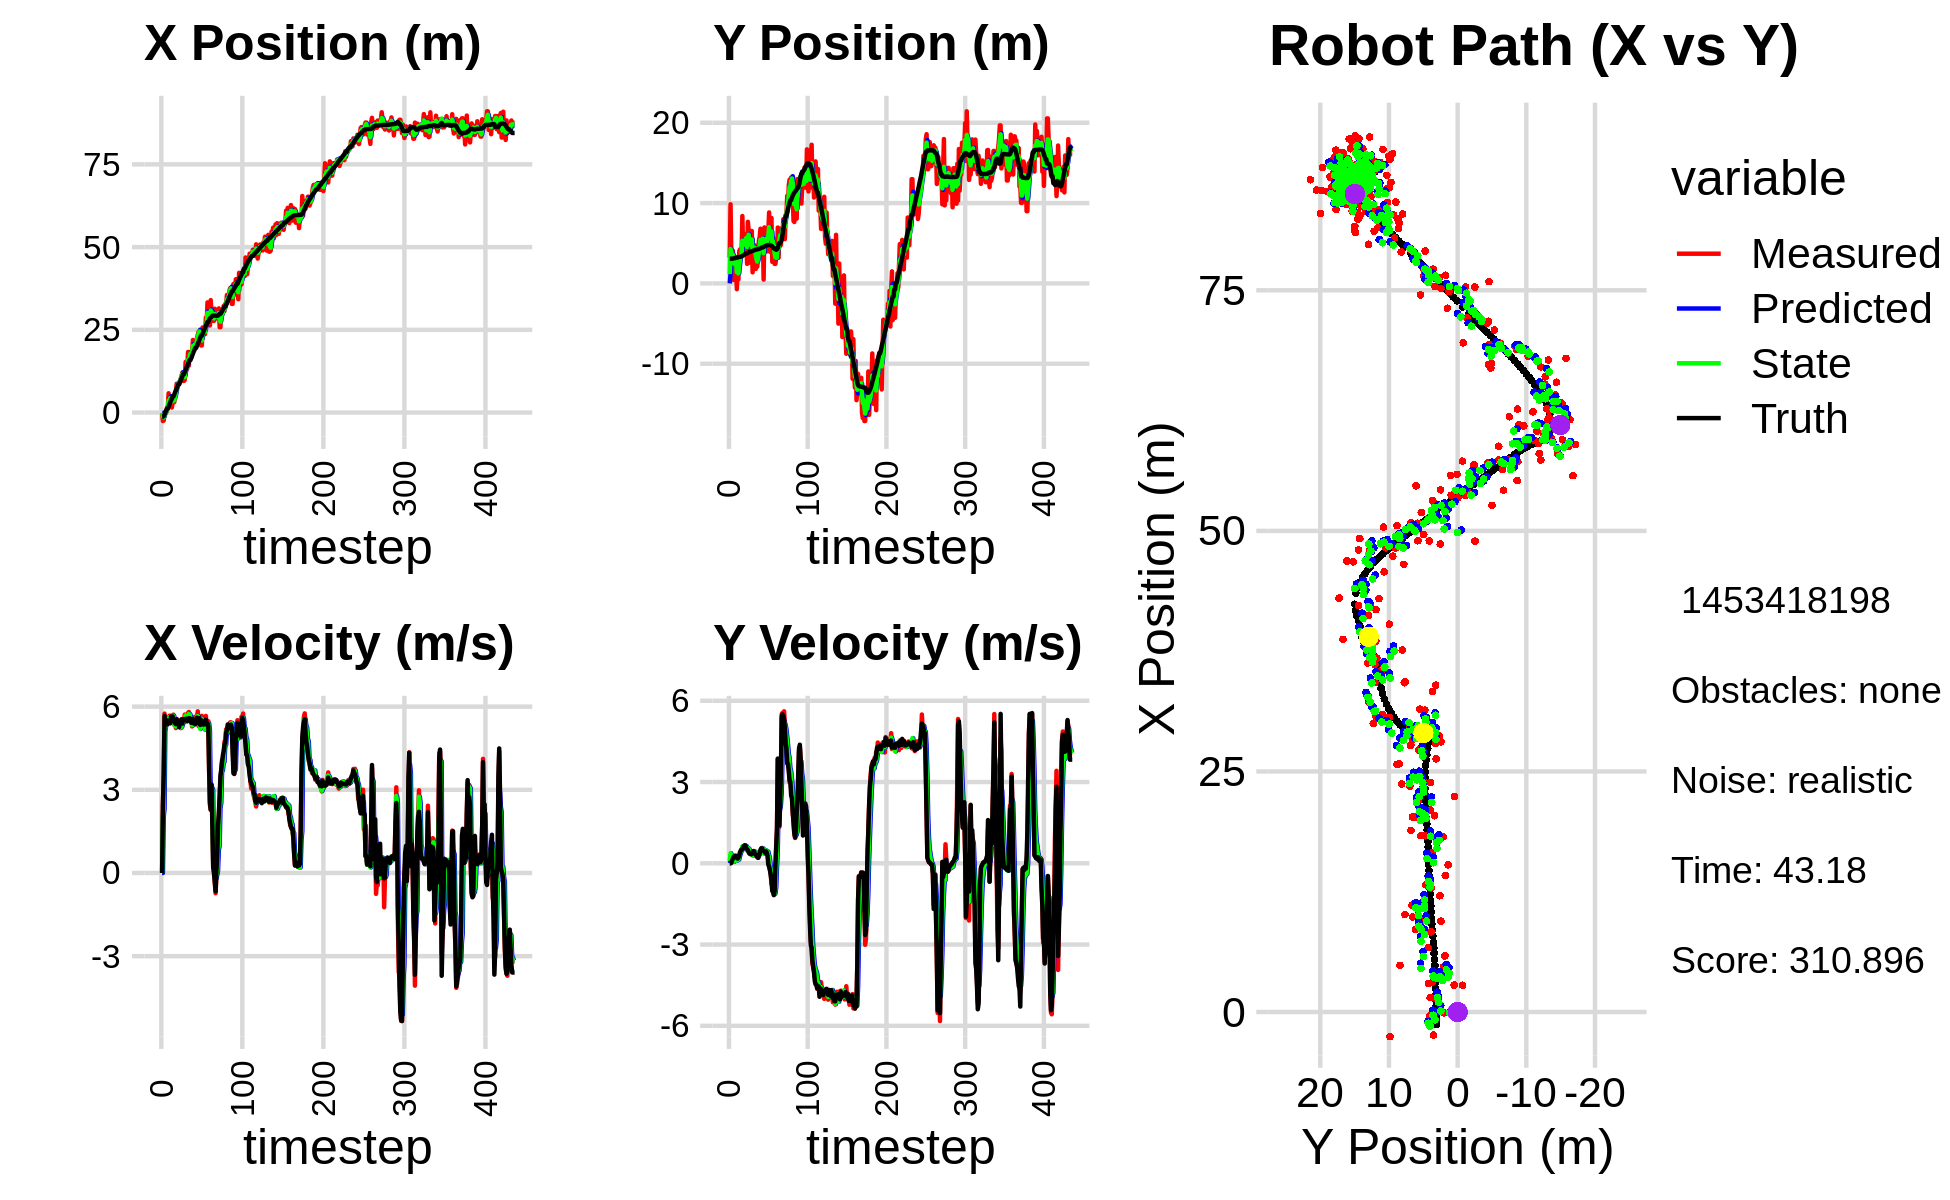 X Position (m)
75
50
25
0
0 100 200 300 400
timestep
Y Position (m)
20
10
0
-10
0 100 200 300 400
timestep
X Velocity (m/s)
6
3
0
-3
0 100 200 300 400
timestep
Y Velocity (m/s)
6
3
0
-3
-6
0 100 200 300 400
timestep
Robot Path (X vs Y)
X Position (m)
75
50
25
0
20 10 0 -10 -20
Y Position (m)
variable
Measured
Predicted
State
Truth
1453418198
Obstacles: none
Noise: realistic
Time: 43.18
Score: 310.896